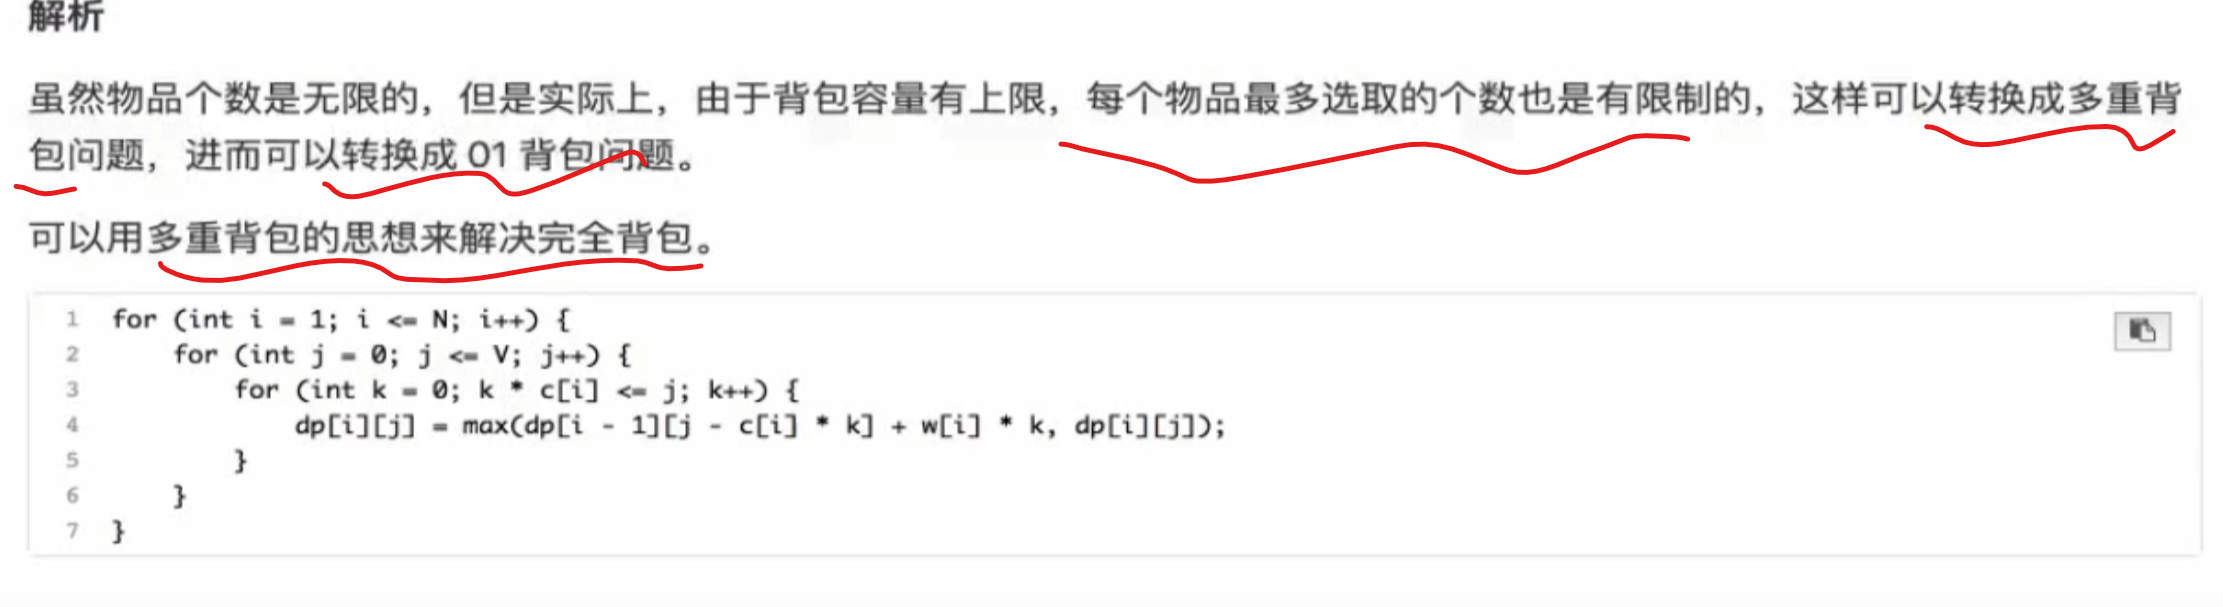 解析
虽然物品个数是无限的，但是实际上，由于背包容量有上限，每个物品最多选取的个数也是有限制的，这样可以转换成多重背
包问题，进而可以转换成 01 背包问题。
可以用多重背包的思想来解决完全背包。
1 for (int i = 1; i <= N; i++) {
2     for (int j = 0; j <= V; j++) {
3         for (int k = 0; k * c[i] <= j; k++) {
4             dp[i][j] = max(dp[i - 1][j - c[i] * k] + w[i] * k, dp[i][j]);
5         }
6     }
7 }